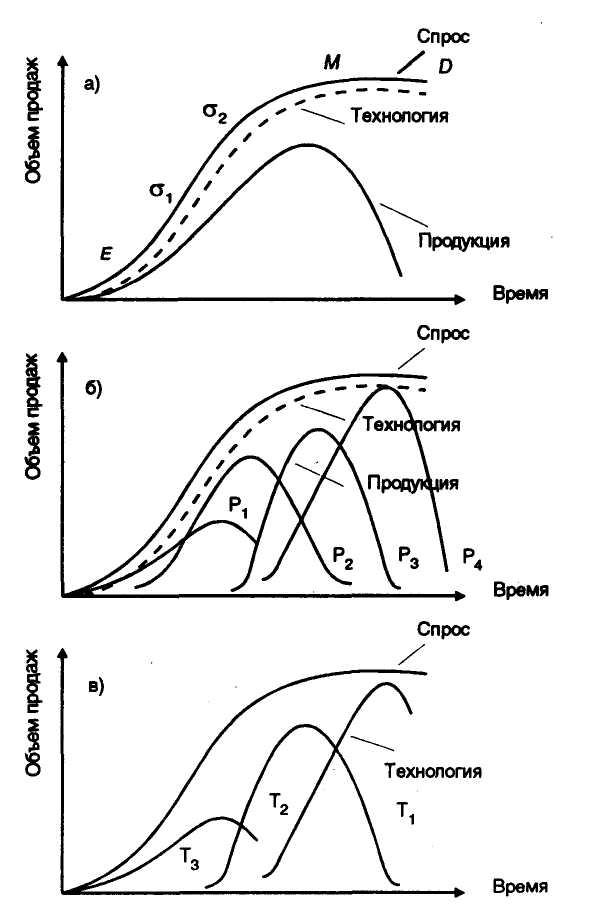 Спрос
D
M
а)
Объем продаж
σ2
Технология
σ1
Продукция
E
Время
Спрос
б)
Объем продаж
Технология
Продукция
P1
P2
P3
P4
Время
Спрос
в)
Объем продаж
Технология
T2
T1
T3
Время